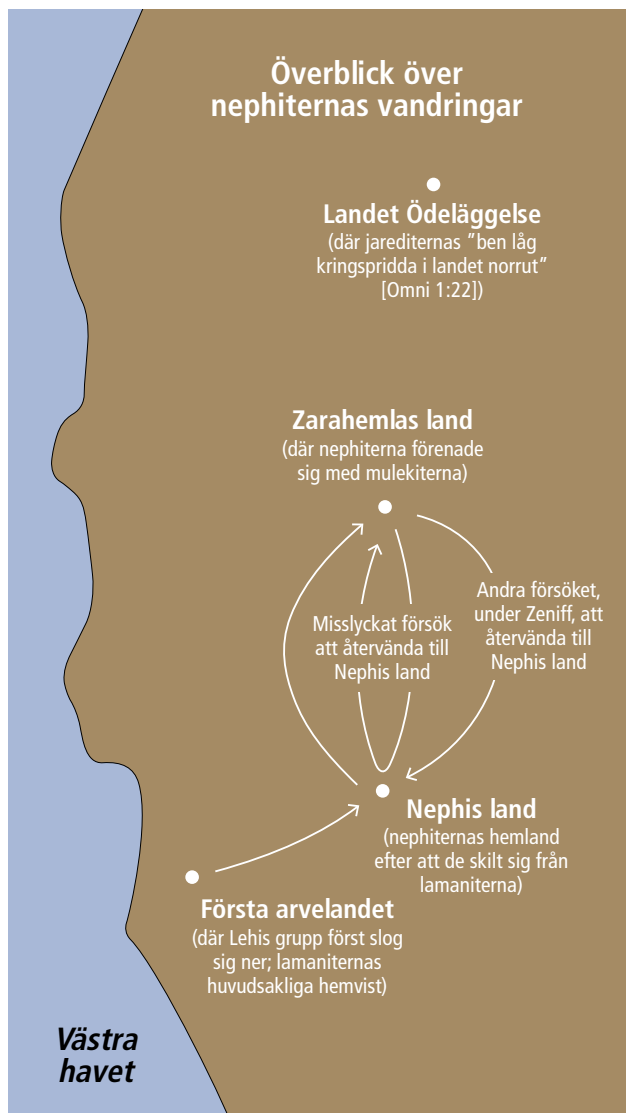 Överblick över
nephiternas vandringar
Landet Ödeläggelse
(där jarediternas ”ben låg
kringspridda i landet norrut”
[Omni 1:22])
Zarahemlas land
(där nephiterna förenade
sig med mulekiterna)
Misslyckat försök
att återvända till
Nephis land
Andra försöket,
under Zeniff, att
återvända till
Nephis land
Nephis land
(nephiternas hemland
efter att de skilt sig från
lamaniterna)
Första arvelandet
(där Lehis grupp först slog
sig ner; lamaniternas
huvudsakliga hemvist)
Västra
havet